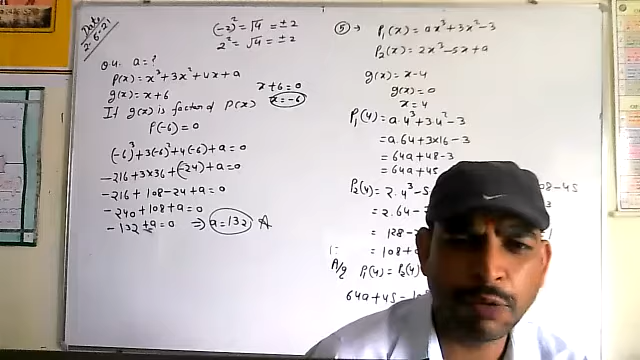 Date
2-6-21
(-2)² = √4 = ±2
2² = √4 = ±2
Q.4. a=?
P(x) = x³+3x²+4x+a
g(x) = x+6
x+6=0
x=-6
If g(x) is factor of P(x)
P(-6) = 0
(-6)³+3(-6)²+4(-6)+a=0
-216+3×36+(-24)+a=0
-216+108-24+a=0
-240+108+a=0
-132+a=0 ⇒ a=132 A
⑤→ P₁(x) = ax³+3x²-3
P₂(x) = 2x³-5x+a
g(x) = x-4
g(x)=0
x=4
P₁(4) = a.4³+3.4²-3
= a.64+3×16-3
= 64a+48-3
= 64a+45
P₂(4) = 2.4³-5
108-45
= 2.64-
= 128-
= 108+
A/q P₁(4) = P₂(4)
64a+45=108